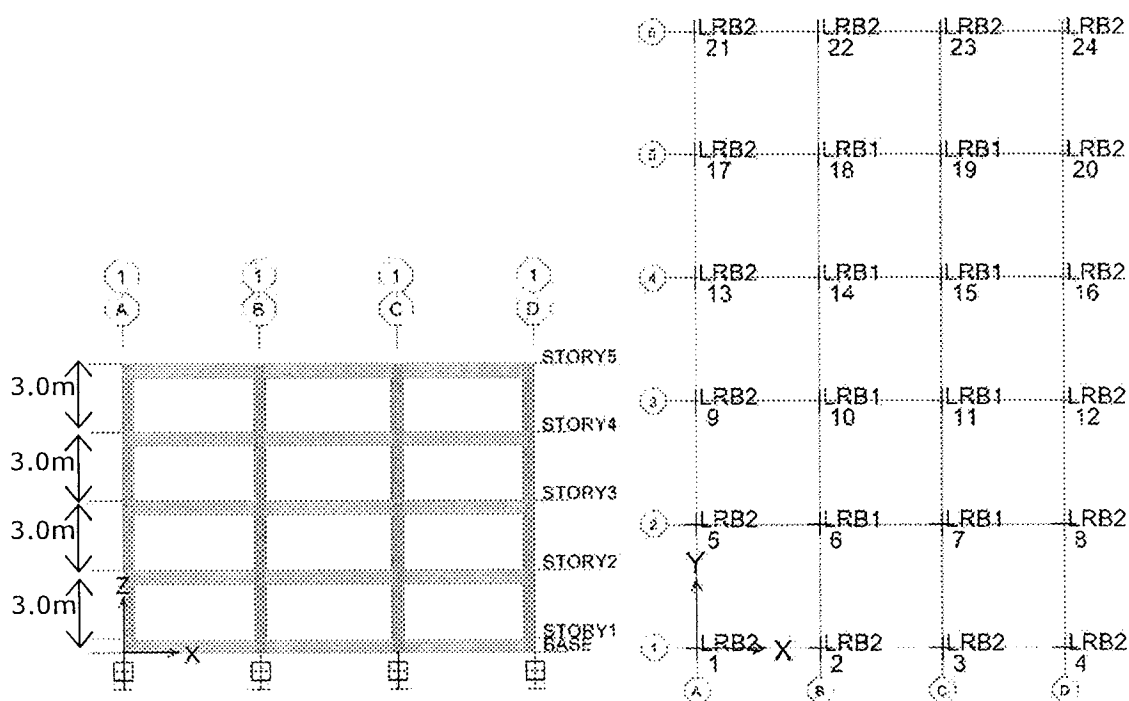 1 1 1 1
A B C D
STORY5
3.0m
STORY4
3.0m
STORY3
3.0m
STORY2
Z
3.0m
STORY1
BASE
X
6 LRB2 LRB2 LRB2 LRB2
21 22 23 24
5 LRB2 LRB1 LRB1 LRB2
17 18 19 20
4 LRB2 LRB1 LRB1 LRB2
13 14 15 16
3 LRB2 LRB1 LRB1 LRB2
9 10 11 12
2 LRB2 LRB1 LRB1 LRB2
5 6 7 8
Y
1 LRB2 X LRB2 LRB2 LRB2
1 2 3 4
A B C D